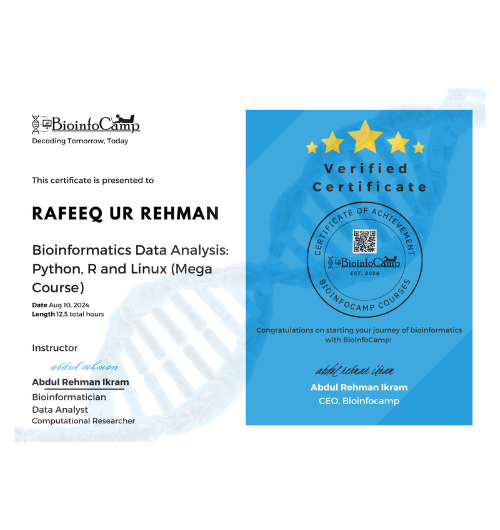 BioinfoCamp
Decoding Tomorrow, Today
This certificate is presented to
RAFEEQ UR REHMAN
Bioinformatics Data Analysis:
Python, R and Linux (Mega
Course)
Date Aug 10, 2024
Length 12.5 total hours
Instructor
abdul rehman
Abdul Rehman Ikram
Bioinformatician
Data Analyst
Computational Researcher
Verified
Certificate
CERTIFICATE OF ACHIEVEMENT
BioinfoCamp
EST. 2024
BIOINFOCAMP COURSES
Congratulations on starting your journey of bioinformatics
with BioInfoCamp!
abdul rehman ikram
Abdul Rehman Ikram
CEO, Bioinfocamp